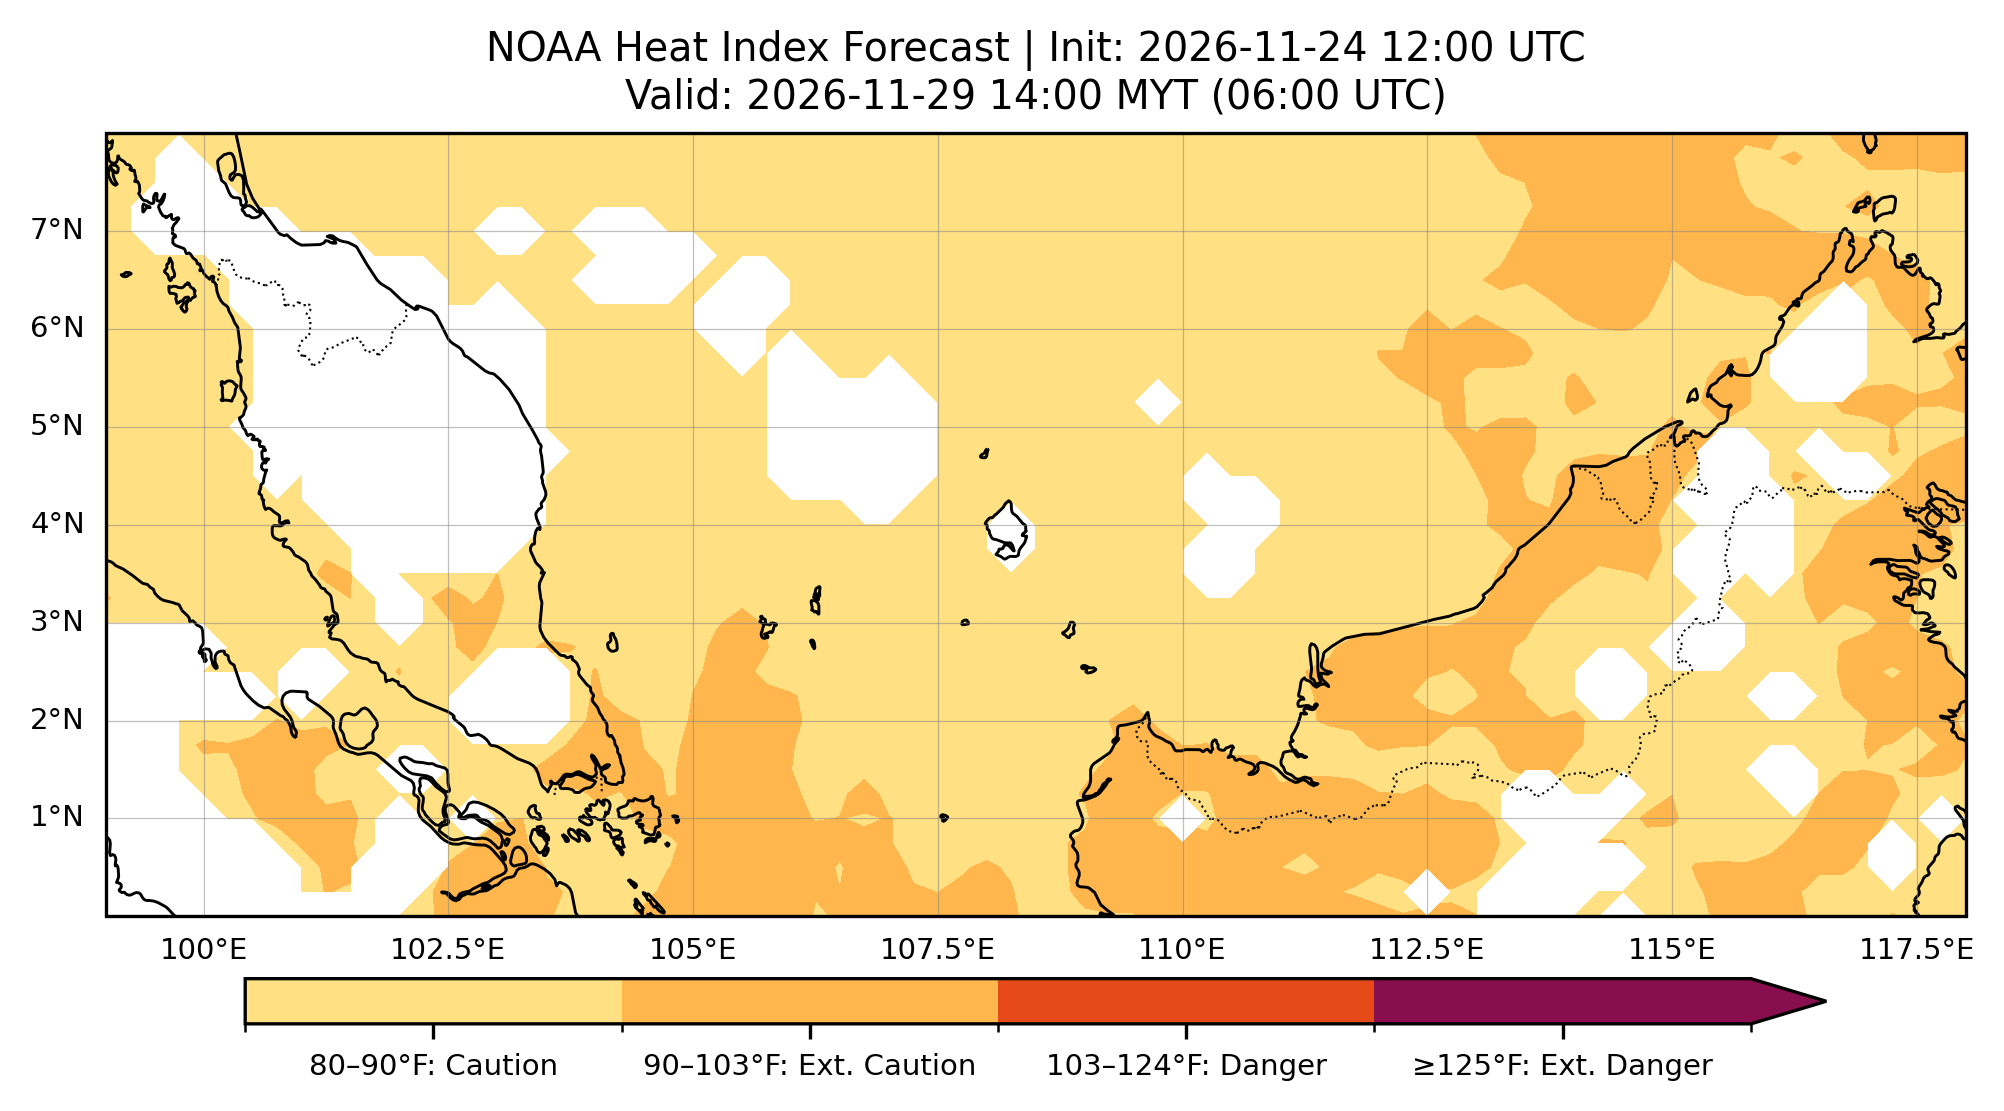 NOAA Heat Index Forecast | Init: 2026-11-24 12:00 UTC
Valid: 2026-11-29 14:00 MYT (06:00 UTC)
7°N
6°N
5°N
4°N
3°N
2°N
1°N
100°E 102.5°E 105°E 107.5°E 110°E 112.5°E 115°E 117.5°E
80–90°F: Caution 90–103°F: Ext. Caution 103–124°F: Danger ≥125°F: Ext. Danger